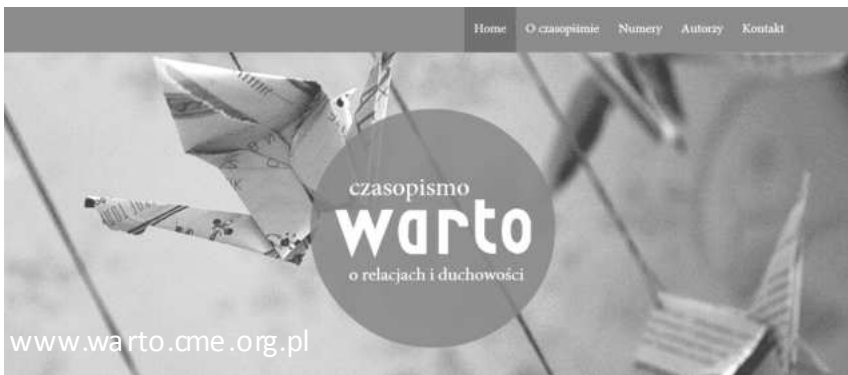 Home O czasopiśmie Numery Autorzy Kontakt
czasopismo
warto
o relacjach i duchowości
www.warto.cme.org.pl